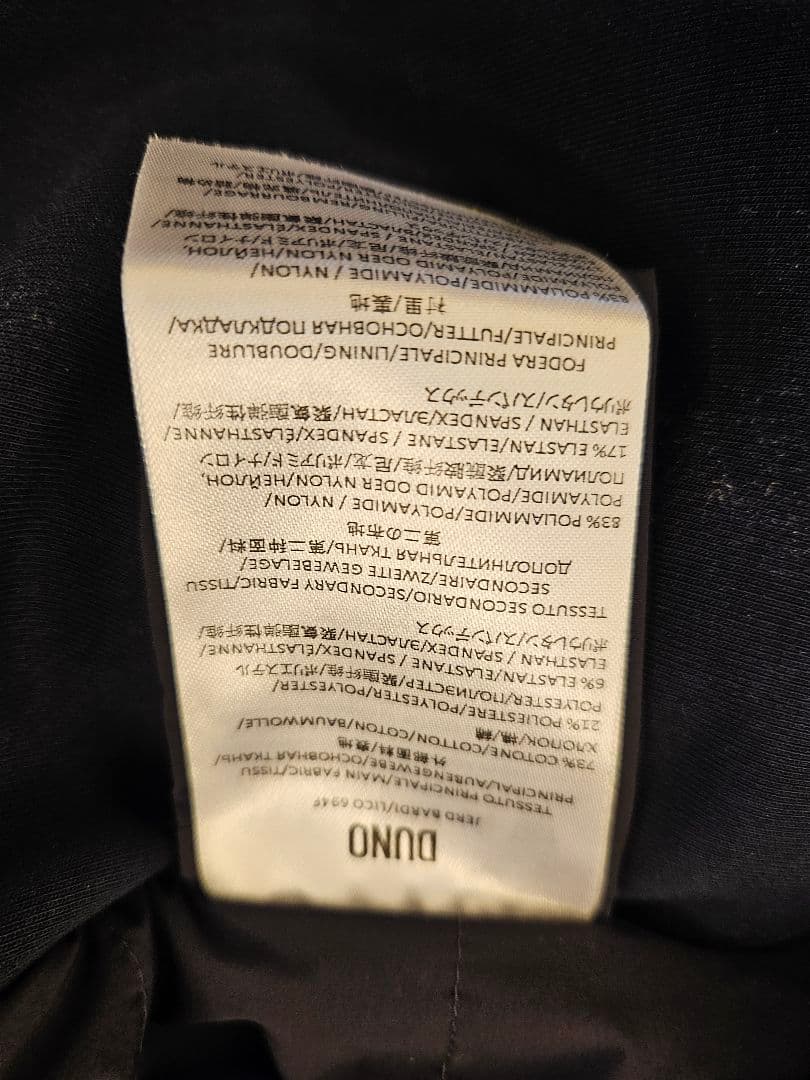 DUNO
JERD BARDI/LICO 694F
TESSUTO PRINCIPALE/MAIN FABRIC/TISSU
PRINCIPAL/AUßENGEWEBE/ОСНОВНАЯ ТКАНЬ/
外部面料/表地
73% COTONE/COTTON/COTON/BAUMWOLLE/
ХЛОПОК/棉/綿
21% POLIESTERE/POLYESTER/POLYESTER/
POLYESTER/ПОЛИЭСТЕР/聚酯纤维/ポリエステル
6% ELASTAN/ELASTANE / SPANDEX/ÉLASTHANNE/
ELASTHAN / SPANDEX/ЭЛАСТАН/聚氨酯弹性纤维/
ポリウレタン/スパンデックス
TESSUTO SECONDARIO/SECONDARY FABRIC/TISSU
SECONDAIRE/ZWEITE GEWEBELAGE/
ДОПОЛНИТЕЛЬНАЯ ТКАНЬ/第二种面料/
第二の布地
83% POLIAMMIDE/POLYAMIDE / NYLON/
POLYAMIDE/POLYAMID ODER NYLON/НЕЙЛОН,
ПОЛИАМИД/聚酰胺纤维/尼龙/ポリアミド/ナイロン
17% ELASTAN/ELASTANE / SPANDEX/ÉLASTHANNE/
ELASTHAN / SPANDEX/ЭЛАСТАН/聚氨酯弹性纤维/
ポリウレタン/スパンデックス
FODERA PRINCIPALE/LINING/DOUBLURE
PRINCIPALE/FUTTER/ОСНОВНАЯ ПОДКЛАДКА/
衬里/裏地
83% POLIAMMIDE/POLYAMIDE / NYLON/
POLYAMIDE/POLYAMID ODER NYLON/НЕЙЛОН,